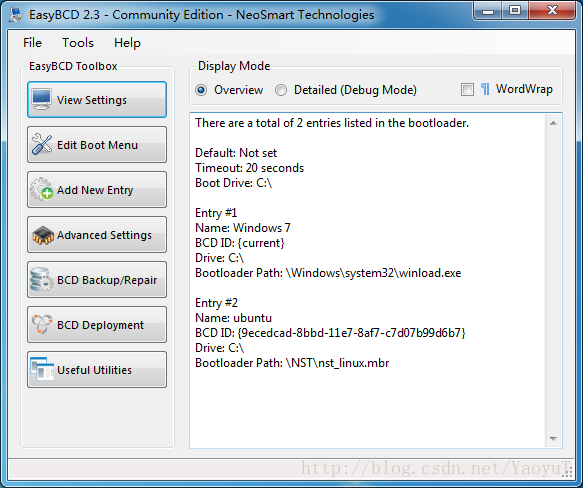 EasyBCD 2.3 - Community Edition - NeoSmart Technologies
File Tools Help
EasyBCD Toolbox
View Settings
Edit Boot Menu
Add New Entry
Advanced Settings
BCD Backup/Repair
BCD Deployment
Useful Utilities
Display Mode
Overview Detailed (Debug Mode) ¶ WordWrap
There are a total of 2 entries listed in the bootloader.
Default: Not set
Timeout: 20 seconds
Boot Drive: C:\
Entry #1
Name: Windows 7
BCD ID: {current}
Drive: C:\
Bootloader Path: \Windows\system32\winload.exe
Entry #2
Name: ubuntu
BCD ID: {9ecedcad-8bbd-11e7-8af7-c7d07b99d6b7}
Drive: C:\
Bootloader Path: \NST\nst_linux.mbr
http://blog.csdn.net/YaoyuT